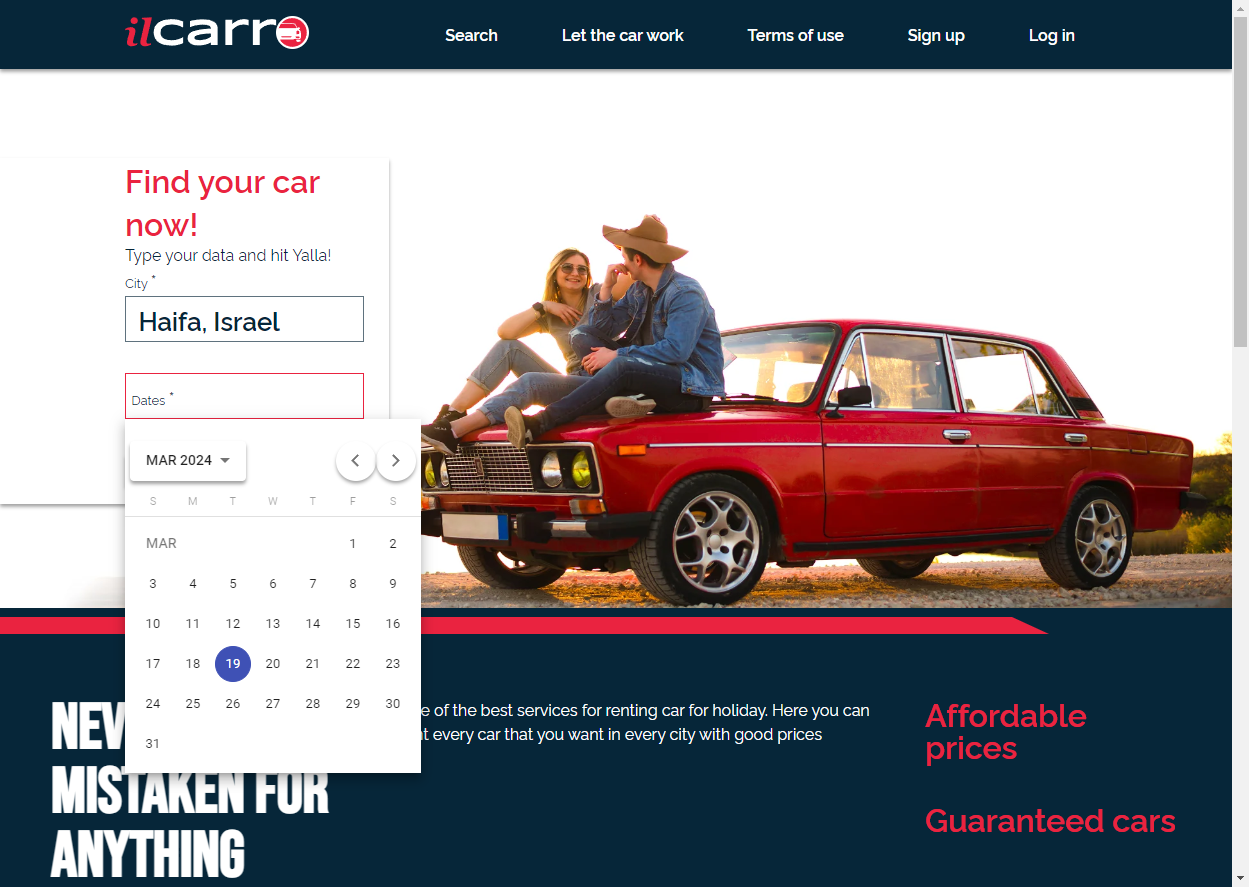 ilcarro
Search
Let the car work
Terms of use
Sign up
Log in
Find your car
now!
Type your data and hit Yalla!
City *
Haifa, Israel
Dates *
MAR 2024
S M T W T F S
MAR 1 2
3 4 5 6 7 8 9
10 11 12 13 14 15 16
17 18 19 20 21 22 23
24 25 26 27 28 29 30
31
MISTAKEN FOR
ANYTHING
of the best services for renting car for holiday. Here you can
every car that you want in every city with good prices
Affordable
prices
Guaranteed cars